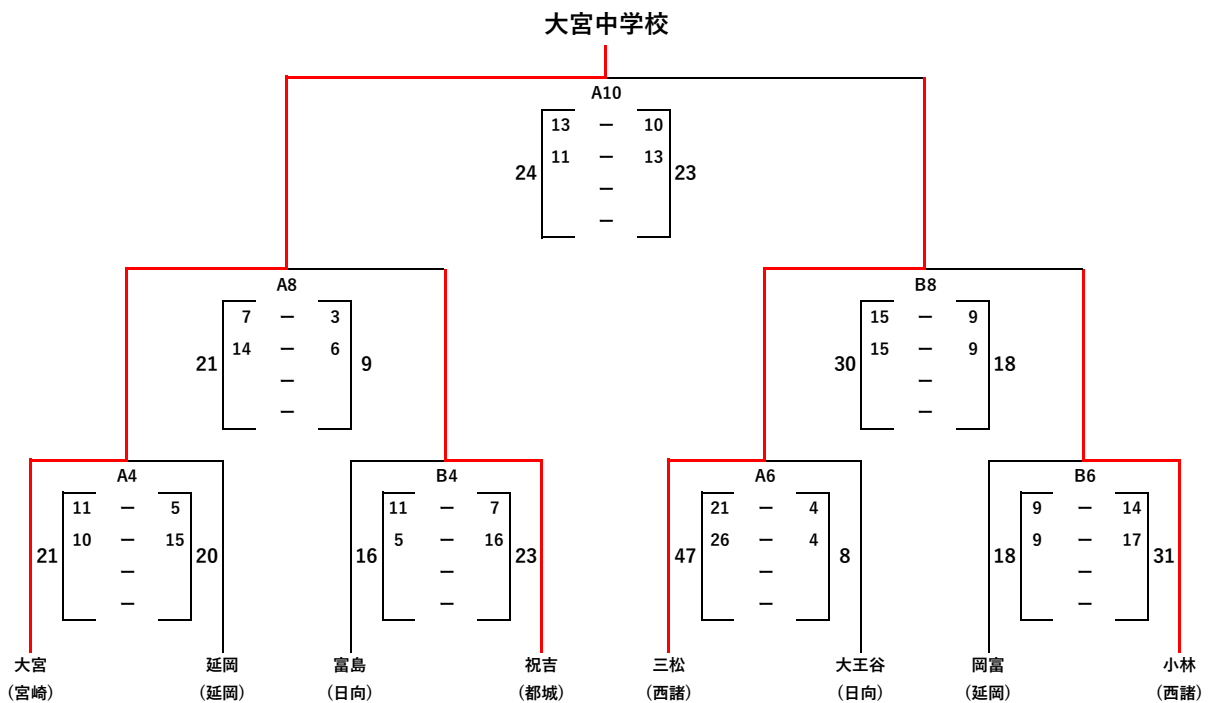 大宮中学校
A10
13 － 10
11 － 13
24 23
－
－
A8 B8
7 － 3 15 － 9
14 － 6 15 － 9
21 9 30 18
－ －
－ －
A4 B4 A6 B6
11 － 5 11 － 7 21 － 4 9 － 14
10 － 15 5 － 16 26 － 4 9 － 17
21 20 16 23 47 8 18 31
－ － － －
－ － － －
大宮 延岡 富島 祝吉 三松 大王谷 岡富 小林
（宮崎） （延岡） （日向） （都城） （西諸） （日向） （延岡） （西諸）